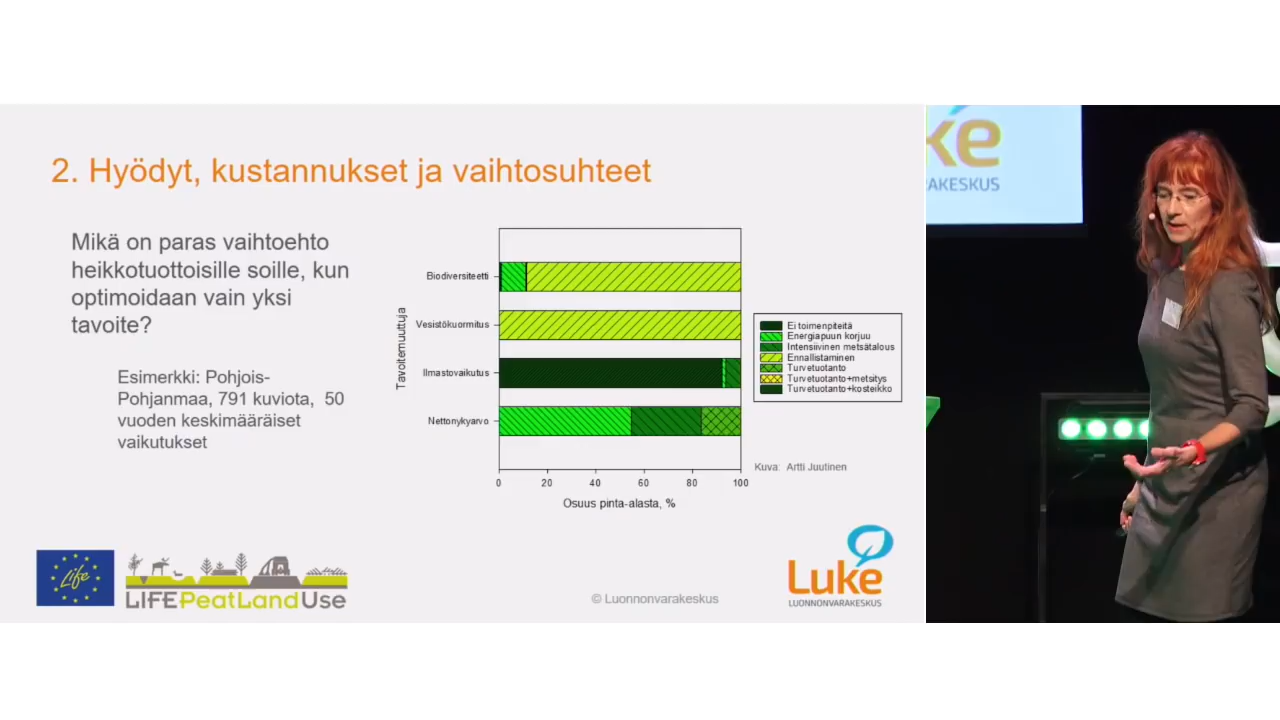 2. Hyödyt, kustannukset ja vaihtosuhteet
Mikä on paras vaihtoehto
heikkotuottoisille soille, kun
optimoidaan vain yksi
tavoite?
Esimerkki: Pohjois-
Pohjanmaa, 791 kuviota, 50
vuoden keskimääräiset
vaikutukset
Tavoitemuuttuja
Biodiversiteetti
Vesistökuormitus
Ilmastovaikutus
Nettonykyarvo
0 20 40 60 80 100
Osuus pinta-alasta, %
Ei toimenpiteitä
Energiapuun korjuu
Intensiivinen metsätalous
Ennallistaminen
Turvetuotanto
Turvetuotanto+metsitys
Turvetuotanto+kosteikko
Kuva: Artti Juutinen
Life
LIFEPeatLandUse
© Luonnonvarakeskus
Luke
LUONNONVARAKESKUS
ke
AKESKUS